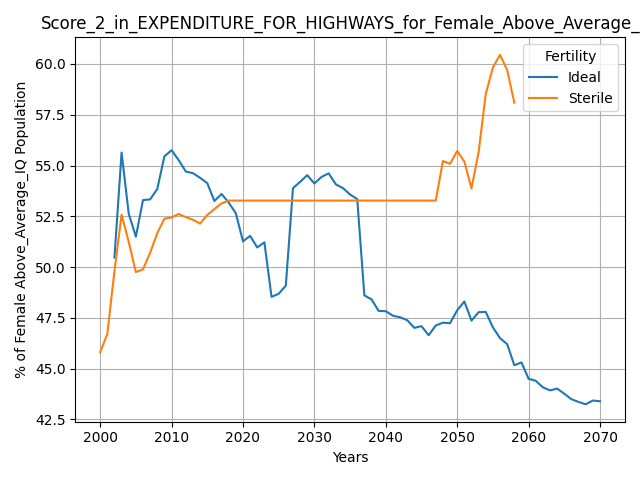 Score_2_in_EXPENDITURE_FOR_HIGHWAYS_for_Female_Above_Average_
Fertility
Ideal
Sterile
% of Female Above_Average_IQ Population
60.0
57.5
55.0
52.5
50.0
47.5
45.0
42.5
2000 2010 2020 2030 2040 2050 2060 2070
Years